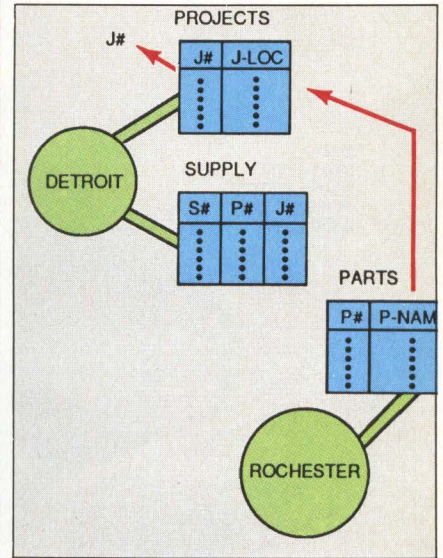 PROJECTS
J#
J# J-LOC
DETROIT
SUPPLY
S# P# J#
PARTS
P# P-NAM
ROCHESTER